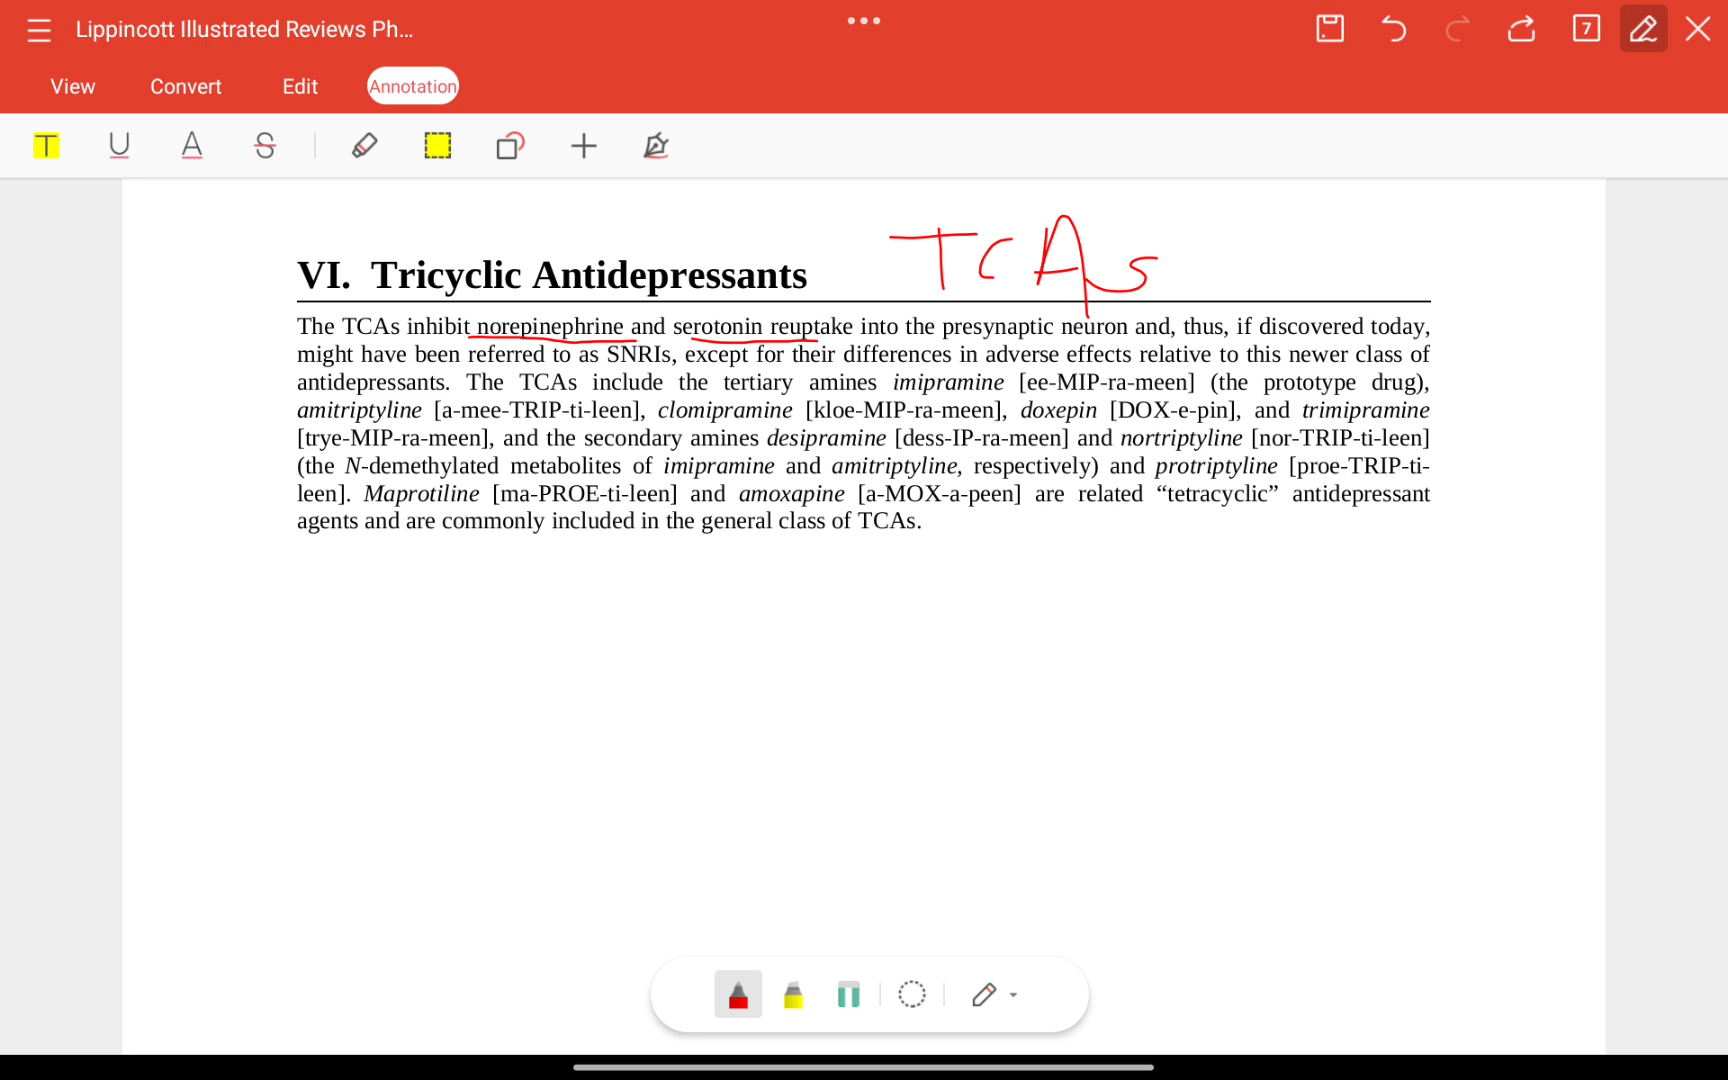 Lippincott Illustrated Reviews Ph...
7
View Convert Edit Annotation
T U A S
TCAs
VI. Tricyclic Antidepressants
The TCAs inhibit norepinephrine and serotonin reuptake into the presynaptic neuron and, thus, if discovered today,
might have been referred to as SNRIs, except for their differences in adverse effects relative to this newer class of
antidepressants. The TCAs include the tertiary amines imipramine [ee-MIP-ra-meen] (the prototype drug),
amitriptyline [a-mee-TRIP-ti-leen], clomipramine [kloe-MIP-ra-meen], doxepin [DOX-e-pin], and trimipramine
[trye-MIP-ra-meen], and the secondary amines desipramine [dess-IP-ra-meen] and nortriptyline [nor-TRIP-ti-leen]
(the N-demethylated metabolites of imipramine and amitriptyline, respectively) and protriptyline [proe-TRIP-ti-
leen]. Maprotiline [ma-PROE-ti-leen] and amoxapine [a-MOX-a-peen] are related “tetracyclic” antidepressant
agents and are commonly included in the general class of TCAs.